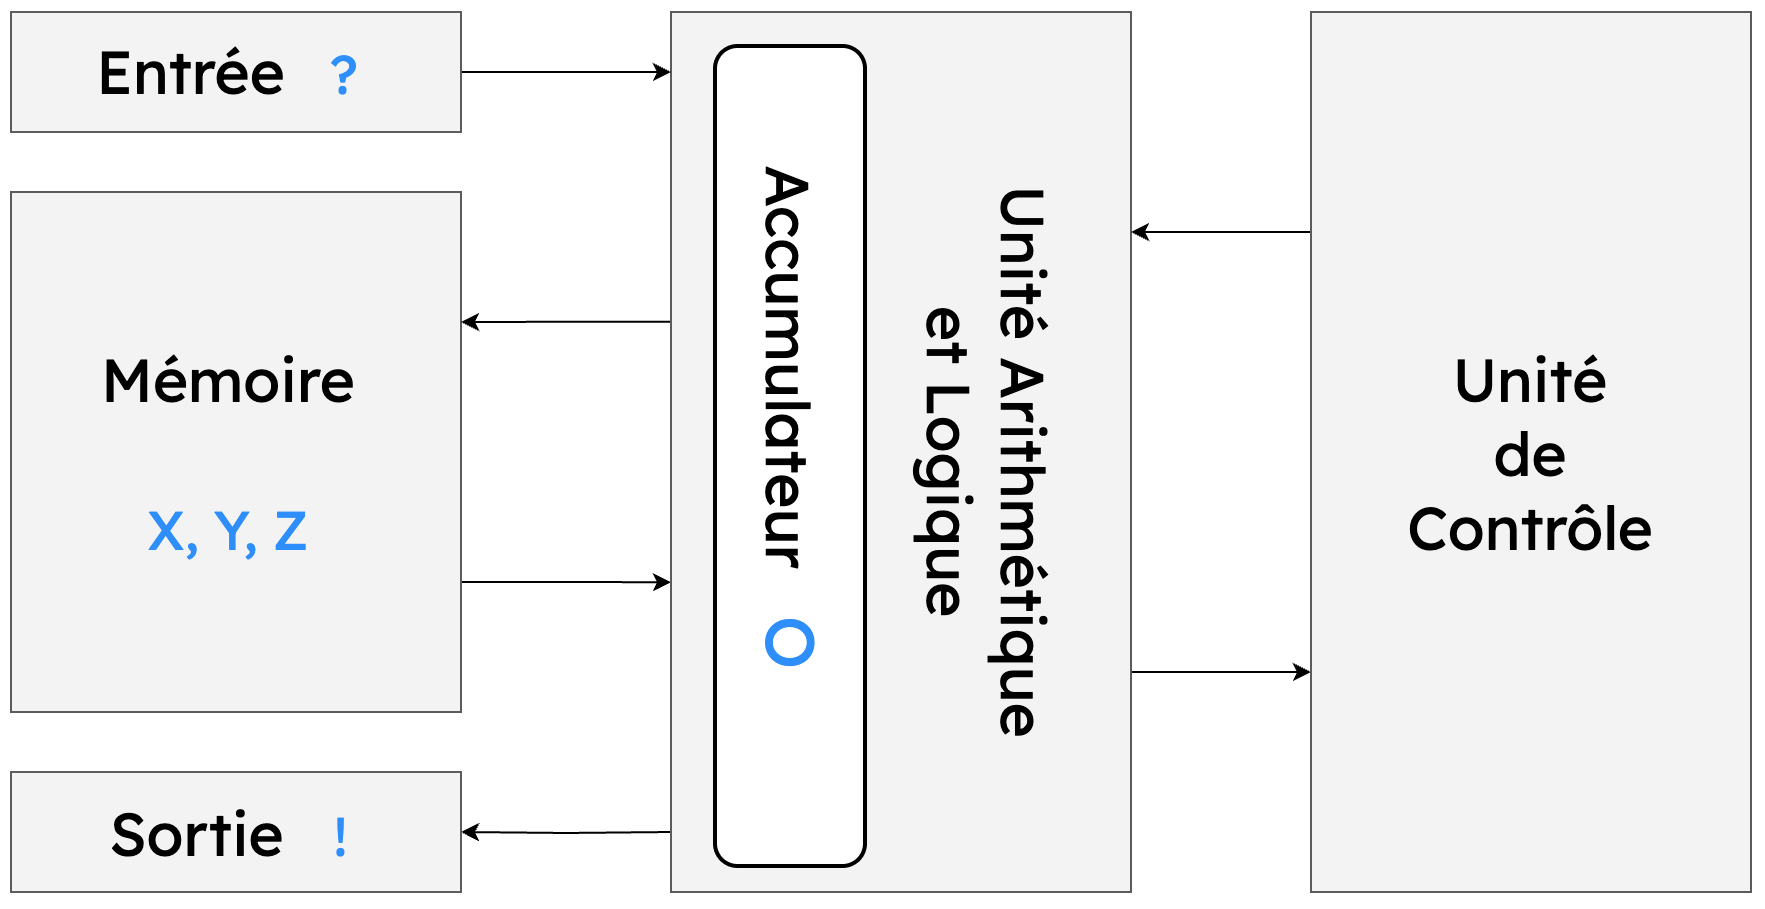 Entrée ?
Mémoire
X, Y, Z
Sortie !
Accumulateur O
Unité Arithmétique
et Logique
Unité
de
Contrôle